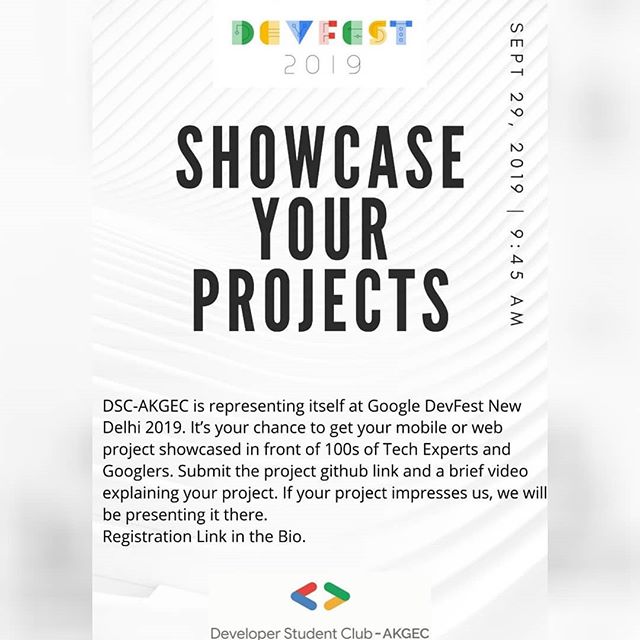 DEVFEST
2019
SEPT 29, 2019 | 9:45 AM
SHOWCASE
YOUR
PROJECTS
DSC-AKGEC is representing itself at Google DevFest New
Delhi 2019. It’s your chance to get your mobile or web
project showcased in front of 100s of Tech Experts and
Googlers. Submit the project github link and a brief video
explaining your project. If your project impresses us, we will
be presenting it there.
Registration Link in the Bio.
Developer Student Club - AKGEC